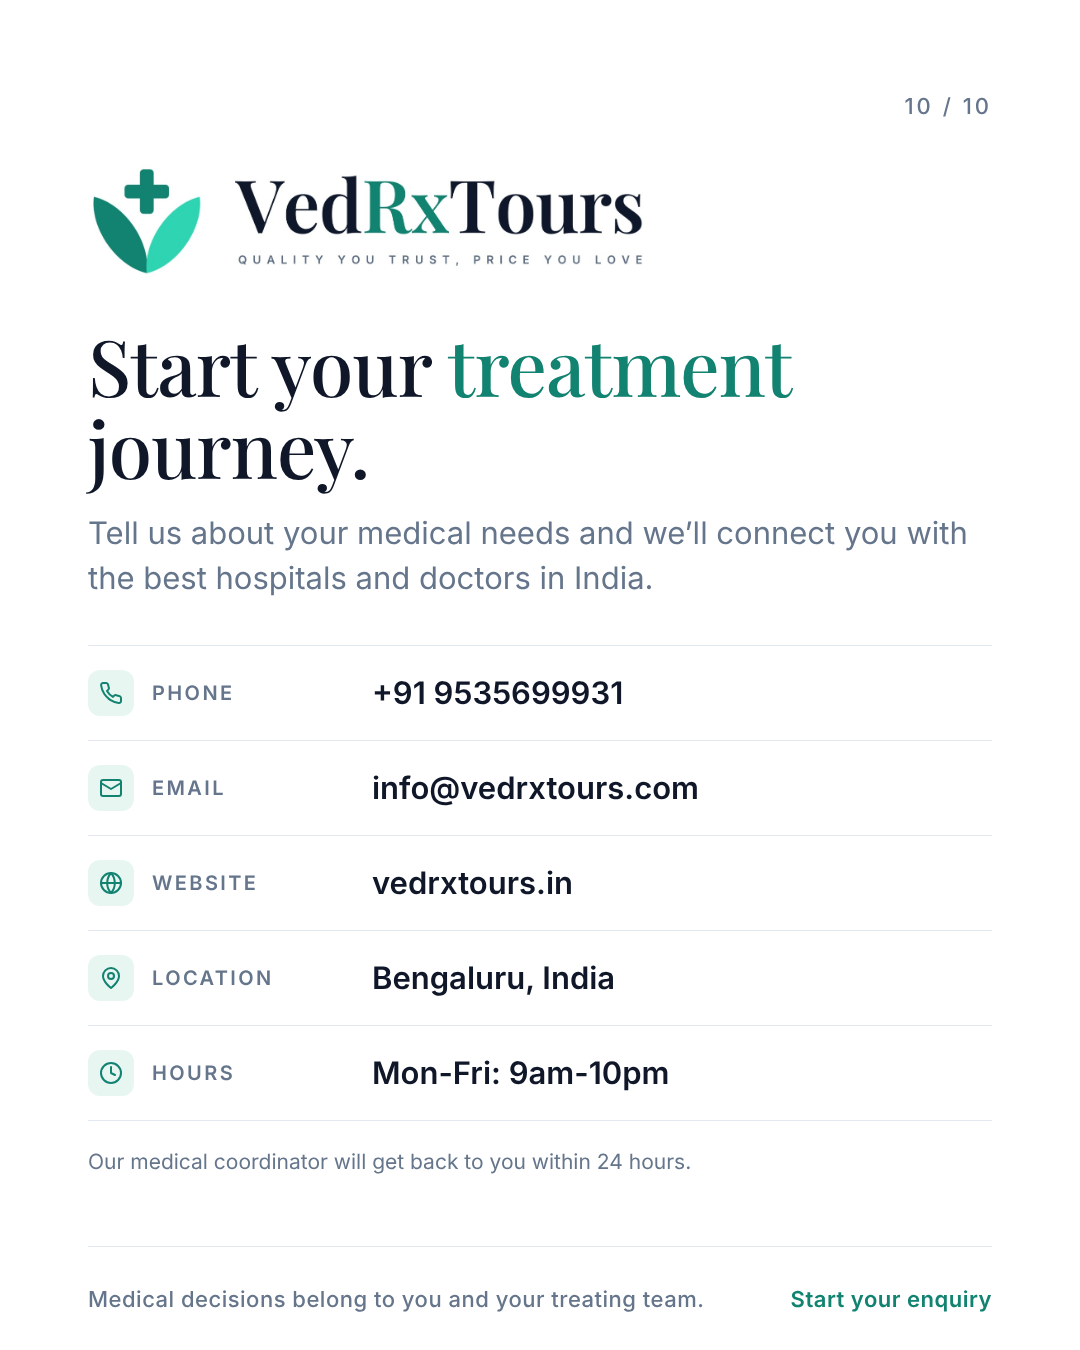 10 / 10
VedRxTours
QUALITY YOU TRUST, PRICE YOU LOVE
Start your treatment
journey.
Tell us about your medical needs and we’ll connect you with
the best hospitals and doctors in India.
PHONE +91 9535699931
EMAIL info@vedrxtours.com
WEBSITE vedrxtours.in
LOCATION Bengaluru, India
HOURS Mon-Fri: 9am-10pm
Our medical coordinator will get back to you within 24 hours.
Medical decisions belong to you and your treating team. Start your enquiry